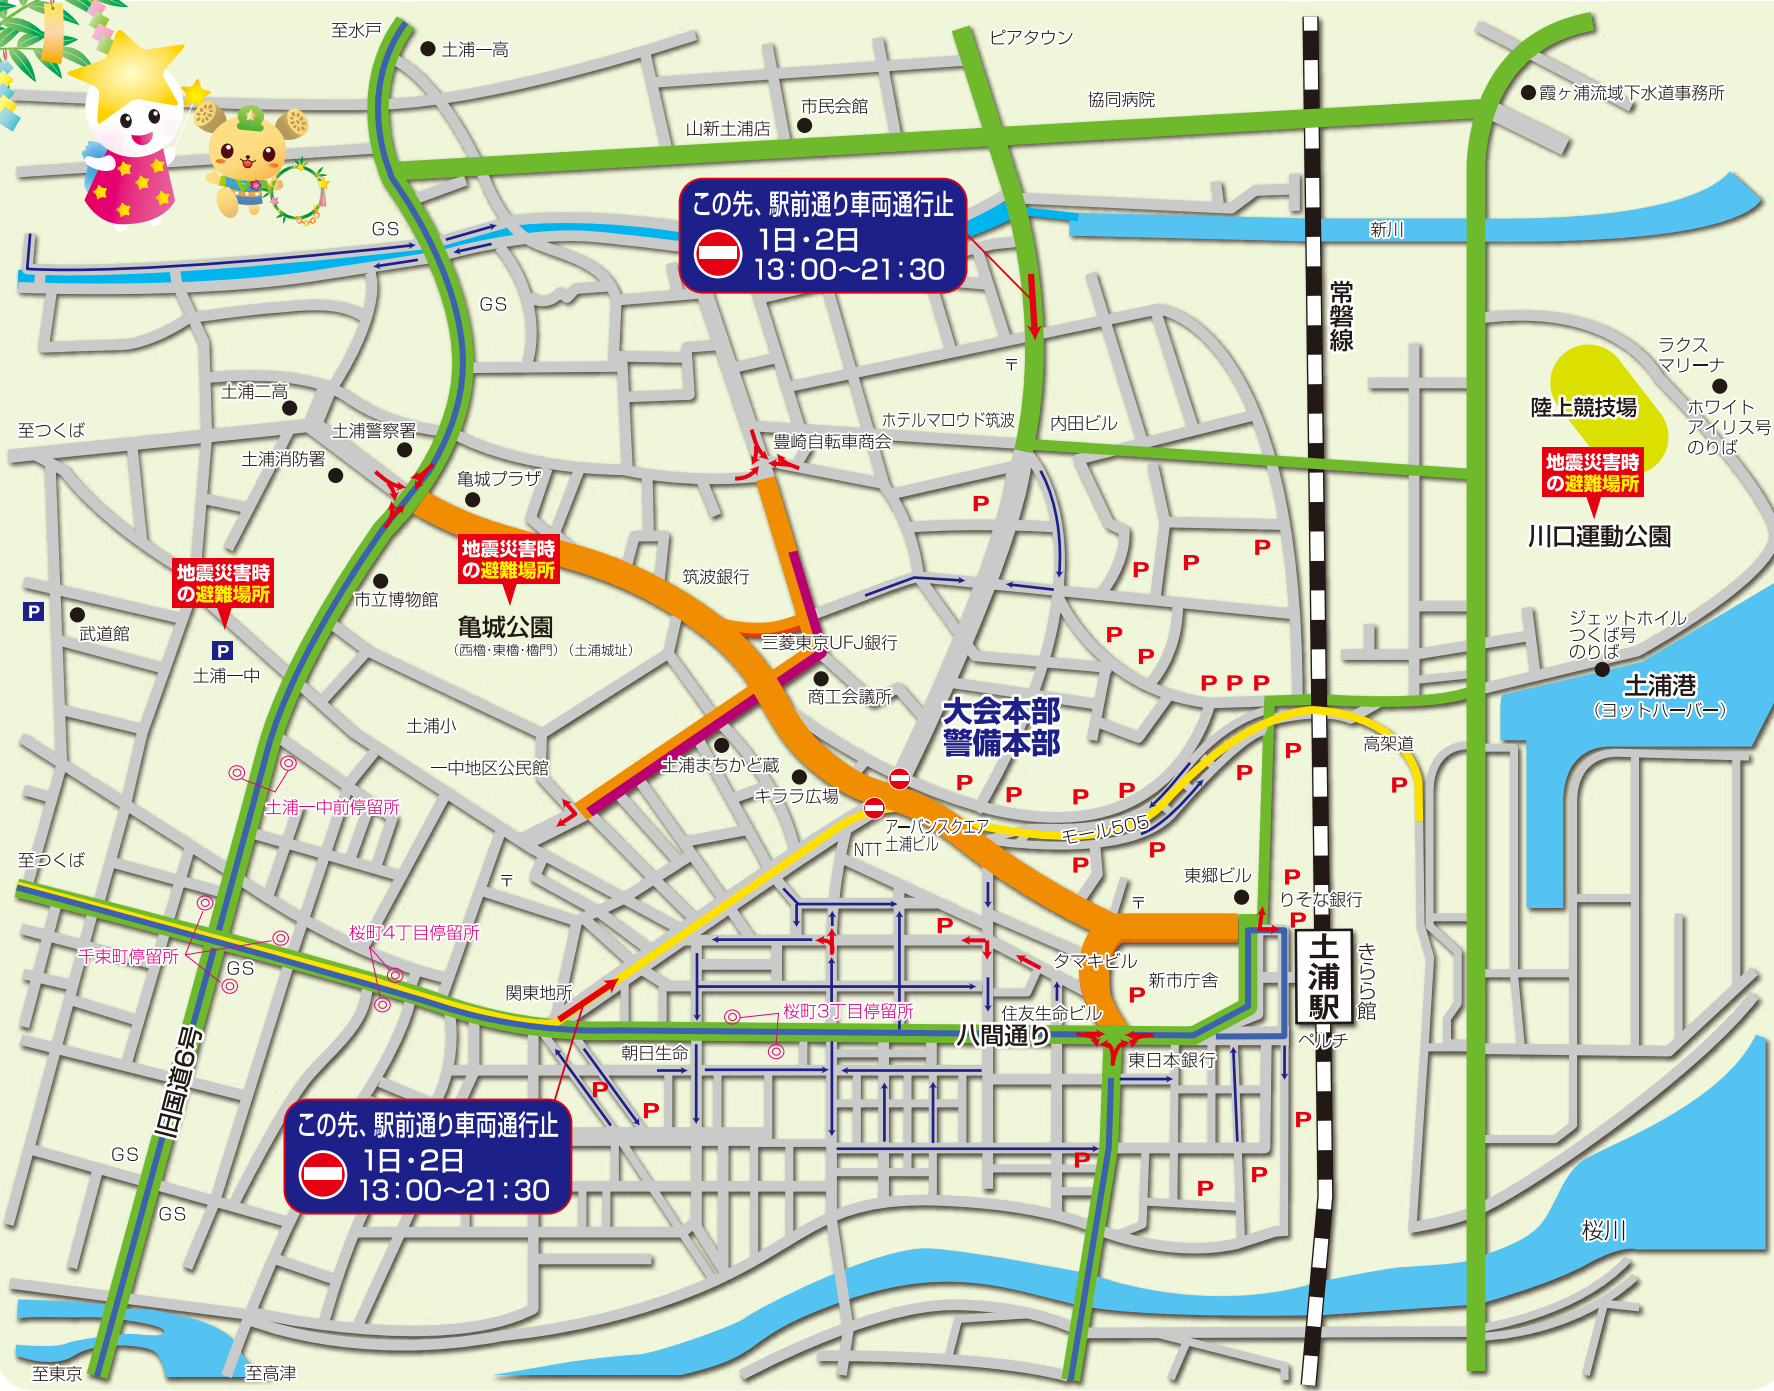 至水戸
土浦一高
ピアタウン
協同病院
霞ヶ浦流域下水道事務所
市民会館
山新土浦店
この先、駅前通り車両通行止
1日・2日
13:00～21:30
GS
新川
GS
常磐線
〒
ラクス
マリーナ
土浦二高
陸上競技場
ホワイト
アイリス号
のりば
至つくば
土浦警察署
ホテルマロウド筑波
内田ビル
豊崎自転車商会
土浦消防署
地震災害時
の避難場所
亀城プラザ
P
川口運動公園
地震災害時
の避難場所
P
P
P
地震災害時
の避難場所
筑波銀行
市立博物館
P
武道館
亀城公園
(西櫓・東櫓・櫓門)(土浦城址)
三菱東京UFJ銀行
P
P
ジェットホイル
つくば号
のりば
P
土浦一中
P
P
P
土浦港
(ヨットハーバー)
商工会議所
大会本部
警備本部
土浦小
高架道
P
一中地区公民館
土浦まちかど蔵
P
P
P
P
P
P
キララ広場
土浦一中前停留所
アーバンスクエア
土浦ビル
NTT
モール505
P
P
至つくば
〒
東郷ビル
P
りそな銀行
〒
P
P
桜町4丁目停留所
千束町停留所
GS
タマキビル
土浦駅
きらら館
新市庁舎
P
関東地所
桜町3丁目停留所
住友生命ビル
八間通り
ペルチ
朝日生命
東日本銀行
旧国道6号
P
P
P
この先、駅前通り車両通行止
1日・2日
13:00～21:30
GS
P
P
P
GS
桜川
至東京
至高津